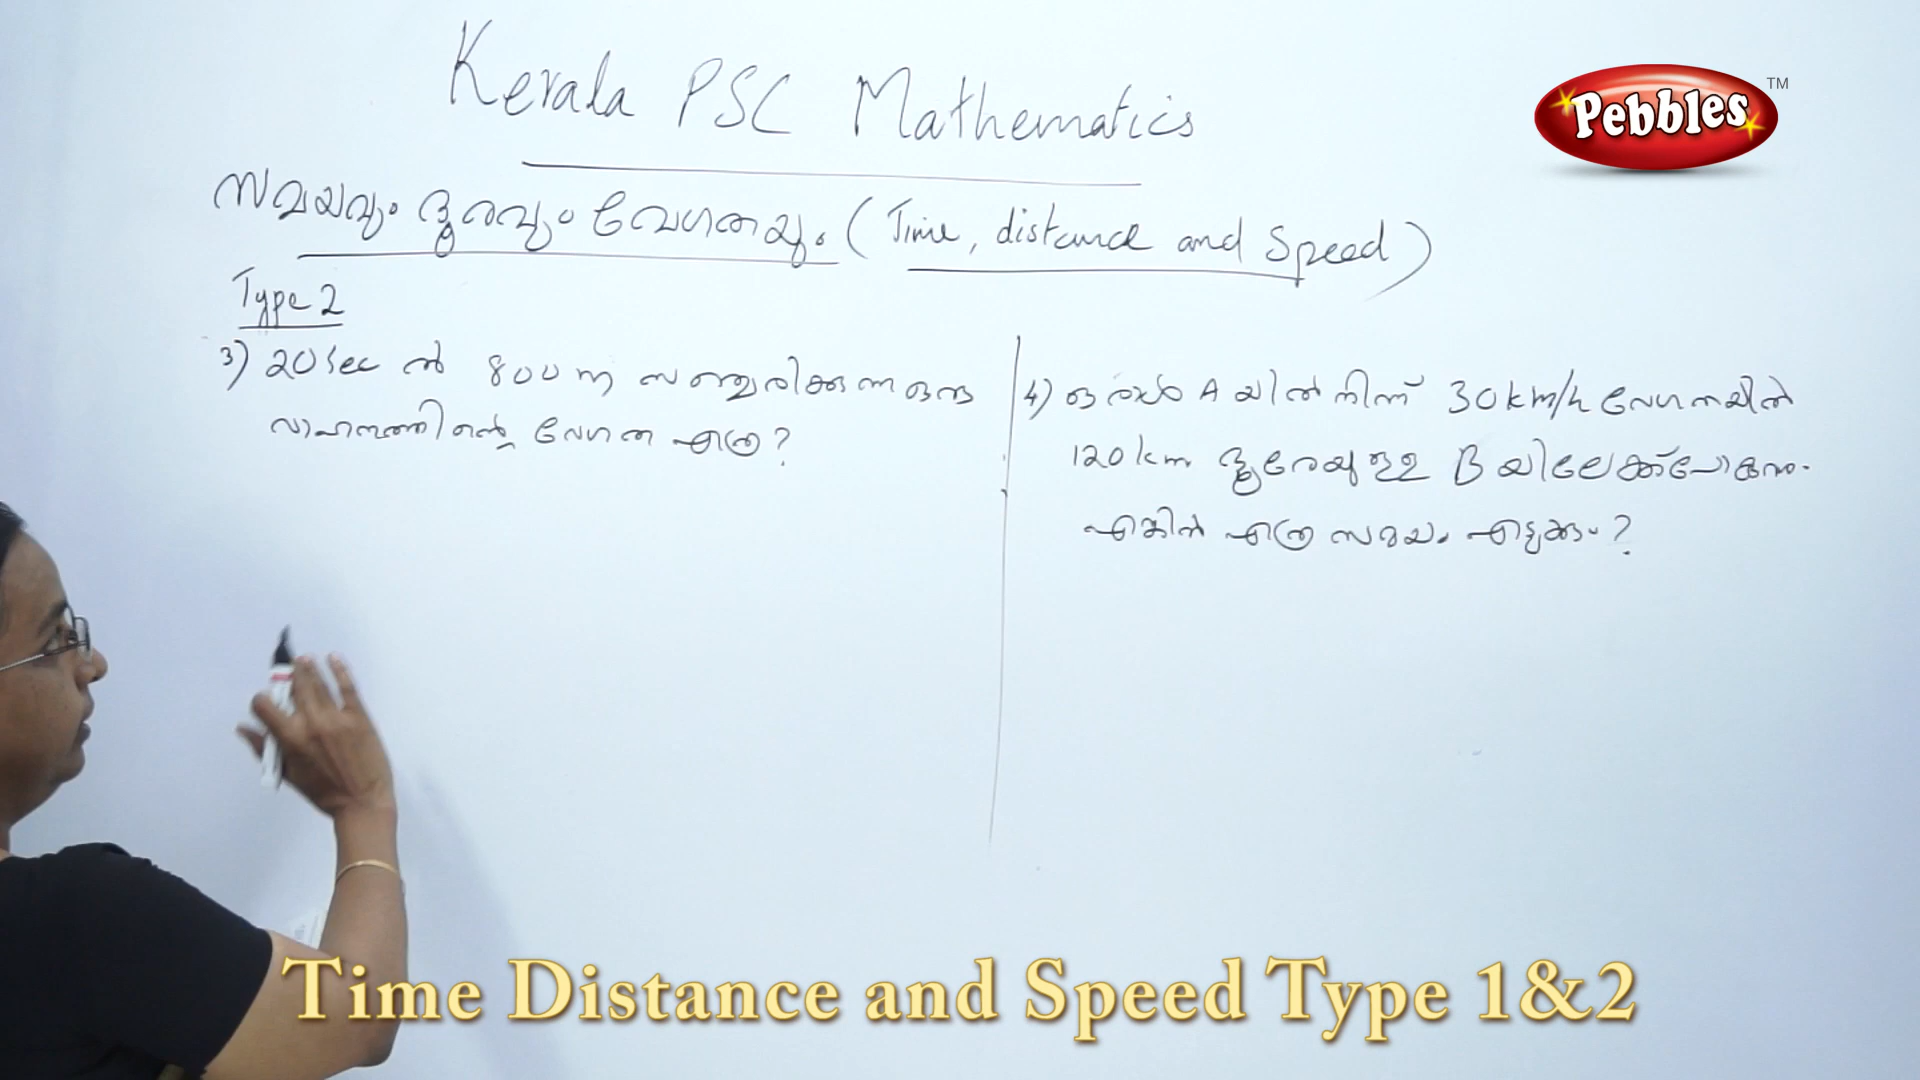 Kerala PSC Mathematics
Pebbles TM
സമയവും ദൂരവും വേഗതയും (Time, distance and Speed)
Type 2
3) 20 Sec ൽ 800 m സഞ്ചരിക്കുന്ന ഒരു
വാഹനത്തിന്റെ വേഗത എത്ര?
4) ഒരാൾ A യിൽ നിന്ന് 30 km/h വേഗതയിൽ
120 km ദൂരെയുള്ള B യിലേക്ക് പോകുന്നു.
എങ്കിൽ എത്ര സമയം എടുക്കും?
Time Distance and Speed Type 1&2